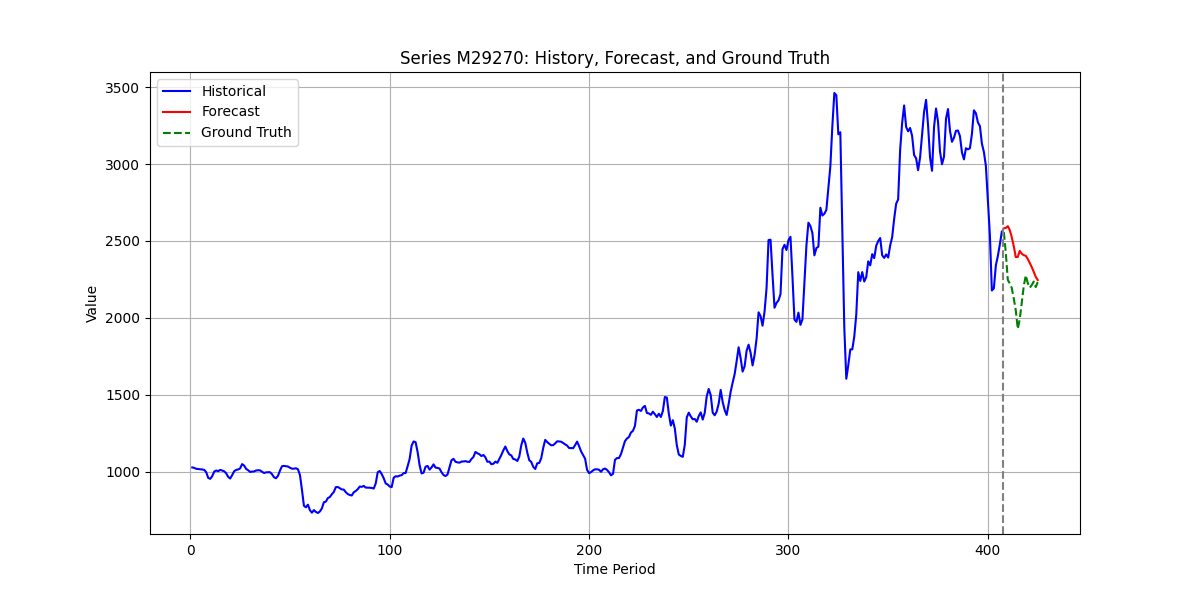 Series M29270: History, Forecast, and Ground Truth
Historical
Forecast
Ground Truth
3500
3000
2500
2000
1500
1000
Value
0 100 200 300 400
Time Period